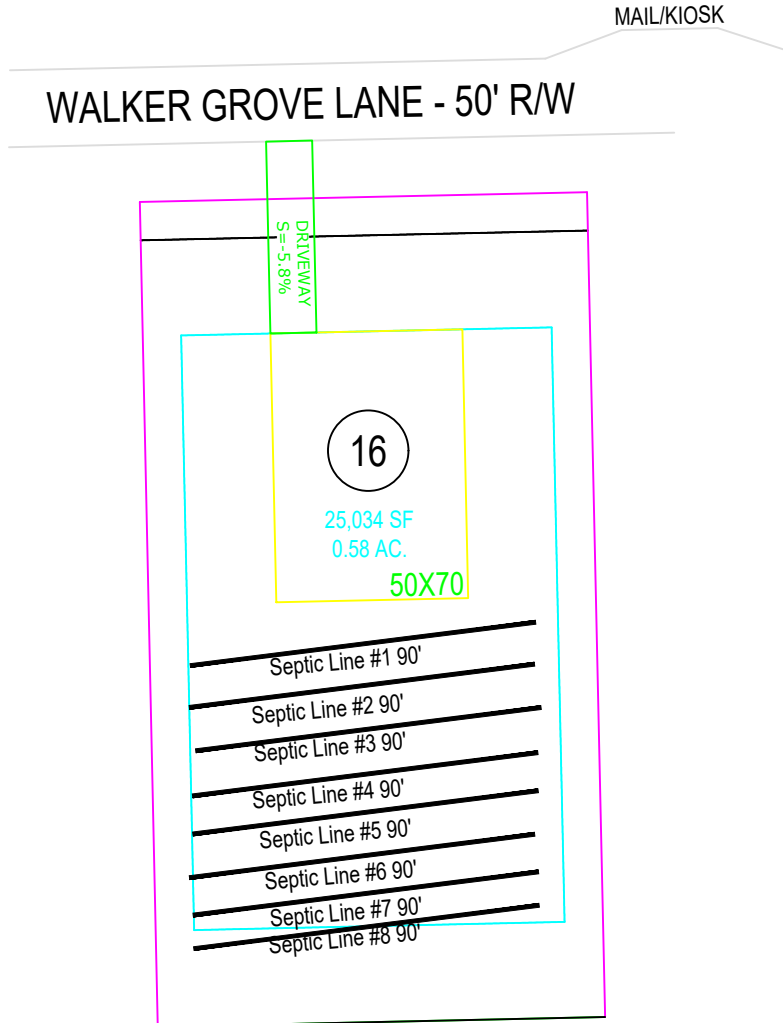 MAIL/KIOSK
WALKER GROVE LANE - 50' R/W
DRIVEWAY
S=-5.8%
16
25,034 SF
0.58 AC.
50X70
Septic Line #1 90'
Septic Line #2 90'
Septic Line #3 90'
Septic Line #4 90'
Septic Line #5 90'
Septic Line #6 90'
Septic Line #7 90'
Septic Line #8 90'